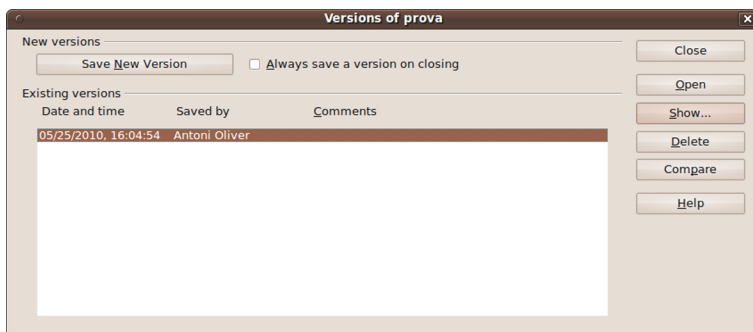 Versions of prova
New versions
Save New Version
Always save a version on closing
Existing versions
Date and time Saved by Comments
05/25/2010, 16:04:54 Antoni Oliver
Close
Open
Show...
Delete
Compare
Help